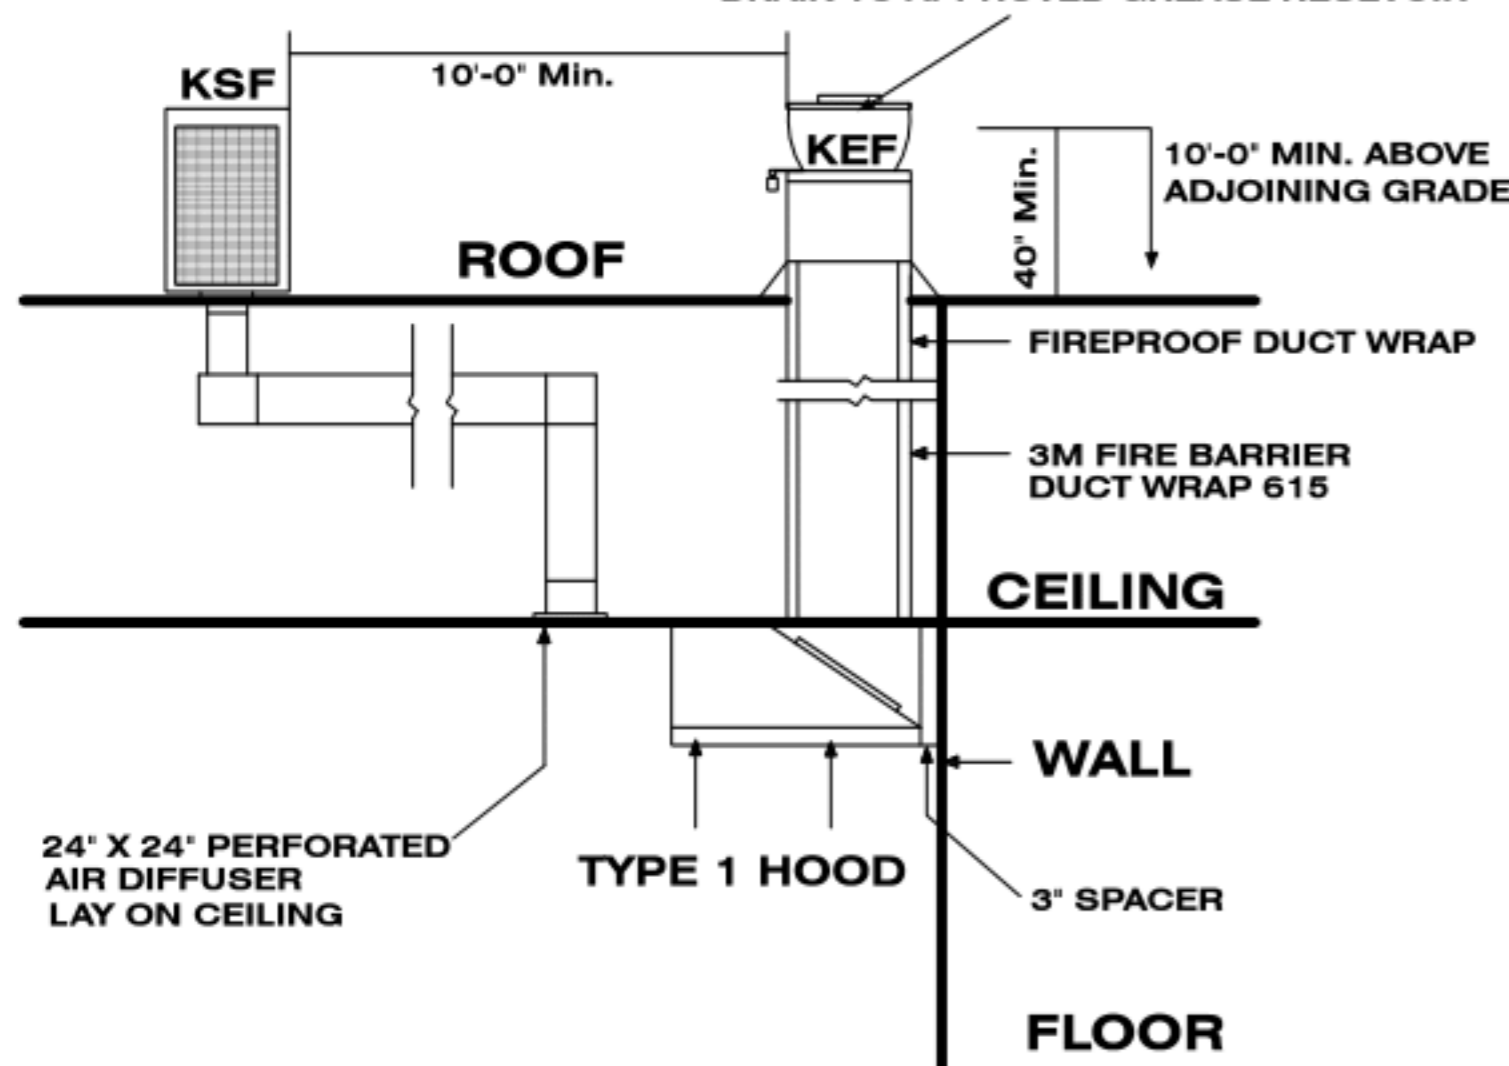 KSF
10'-0" Min.
KEF
40" Min.
10'-0" MIN. ABOVE
ADJOINING GRADE
ROOF
FIREPROOF DUCT WRAP
3M FIRE BARRIER
DUCT WRAP 615
CEILING
WALL
24" X 24" PERFORATED
AIR DIFFUSER
LAY ON CEILING
TYPE 1 HOOD
3" SPACER
FLOOR